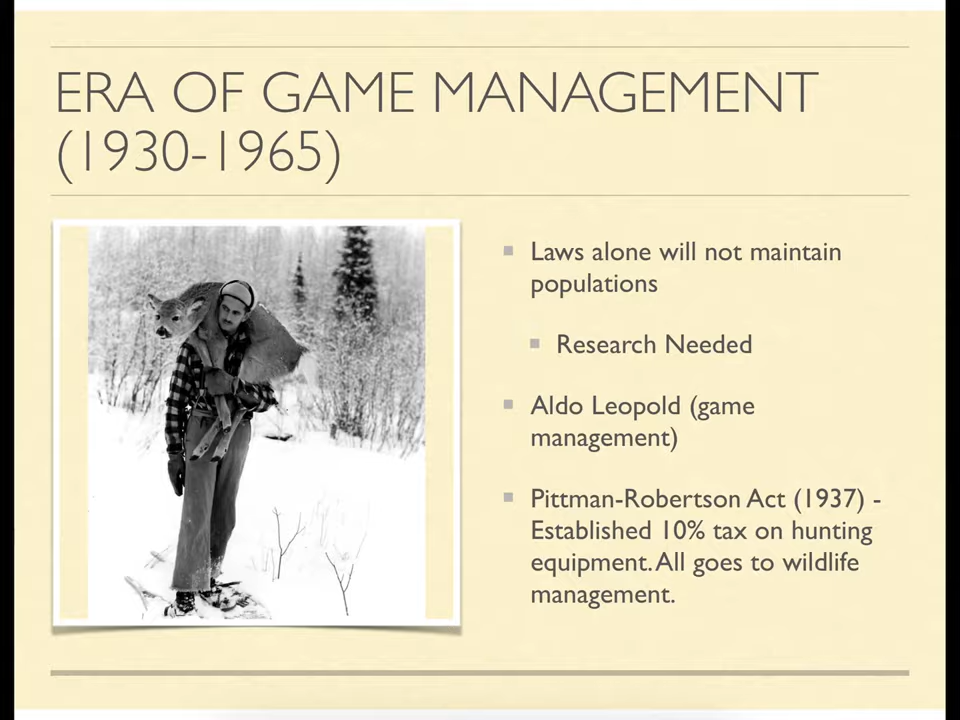 ERA OF GAME MANAGEMENT
(1930-1965)
Laws alone will not maintain
populations
Research Needed
Aldo Leopold (game
management)
Pittman-Robertson Act (1937) -
Established 10% tax on hunting
equipment. All goes to wildlife
management.